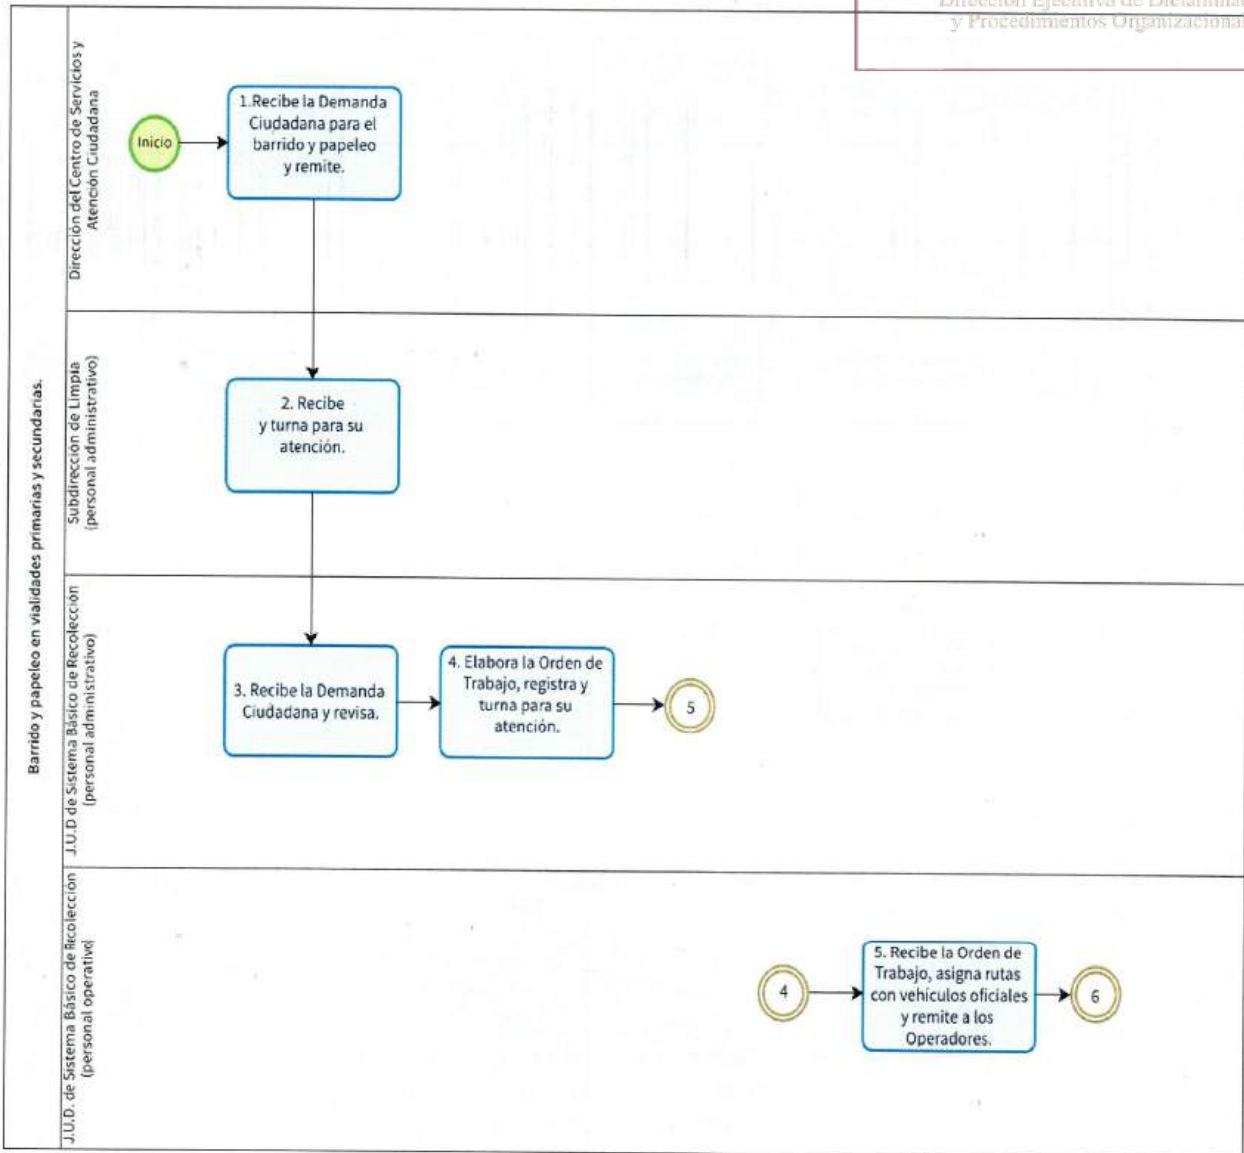 Dirección Ejecutiva de Dictaminac
y Procedimientos Organizacional
Barrido y papeleo en vialidades primarias y secundarias.
Dirección del Centro de Servicios y
Atención Ciudadana
Inicio
1.Recibe la Demanda
Ciudadana para el
barrido y papeleo
y remite.
Subdirección de Limpia
(personal administrativo)
2. Recibe
y turna para su
atención.
J.U.D de Sistema Básico de Recolección
(personal administrativo)
3. Recibe la Demanda
Ciudadana y revisa.
4. Elabora la Orden de
Trabajo, registra y
turna para su
atención.
5
J.U.D. de Sistema Básico de Recolección
(personal operativo)
4
5. Recibe la Orden de
Trabajo, asigna rutas
con vehículos oficiales
y remite a los
Operadores.
6